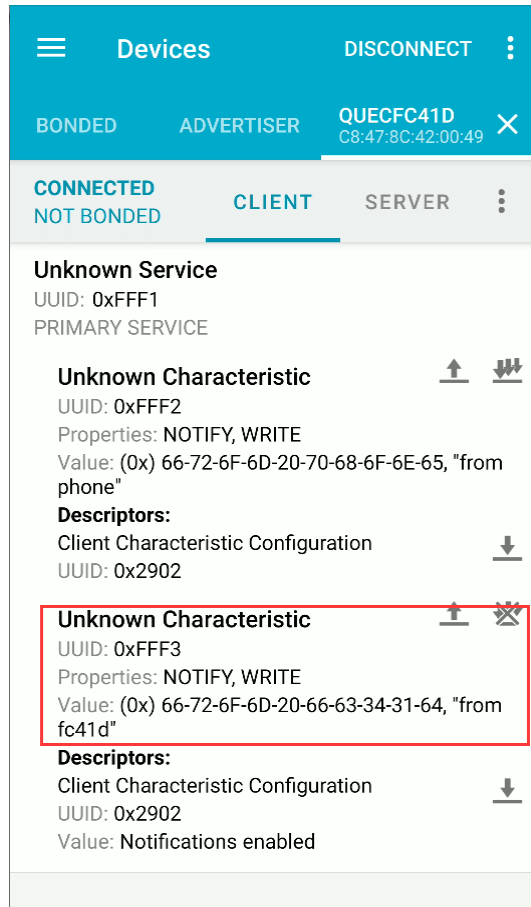 Devices
DISCONNECT
BONDED
ADVERTISER
QUECFC41D
C8:47:8C:42:00:49
CONNECTED
NOT BONDED
CLIENT
SERVER
Unknown Service
UUID: 0xFFF1
PRIMARY SERVICE
Unknown Characteristic
UUID: 0xFFF2
Properties: NOTIFY, WRITE
Value: (0x) 66-72-6F-6D-20-70-68-6F-6E-65, "from
phone"
Descriptors:
Client Characteristic Configuration
UUID: 0x2902
Unknown Characteristic
UUID: 0xFFF3
Properties: NOTIFY, WRITE
Value: (0x) 66-72-6F-6D-20-66-63-34-31-64, "from
fc41d"
Descriptors:
Client Characteristic Configuration
UUID: 0x2902
Value: Notifications enabled